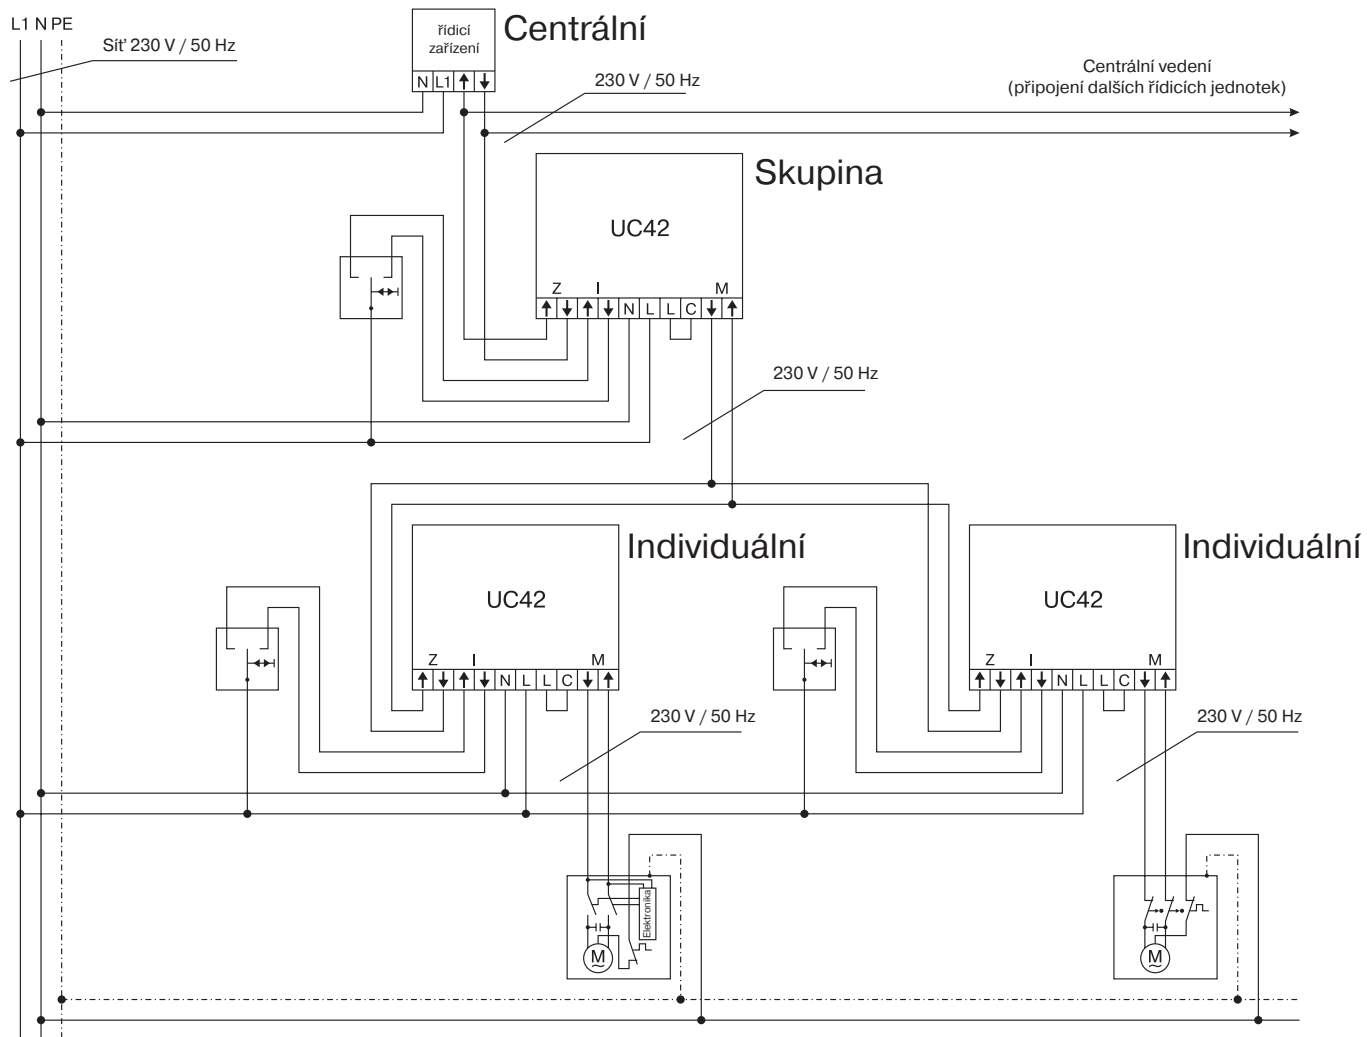 L1 N PE
Síť 230 V / 50 Hz
řídicí
zařízení
N L1
Centrální
230 V / 50 Hz
Centrální vedení
(připojení dalších řídicích jednotek)
Skupina
UC42
Z I M
N L L C
230 V / 50 Hz
Individuální
UC42
Z I M
N L L C
230 V / 50 Hz
Individuální
UC42
Z I M
N L L C
230 V / 50 Hz
Elektronika
M
M